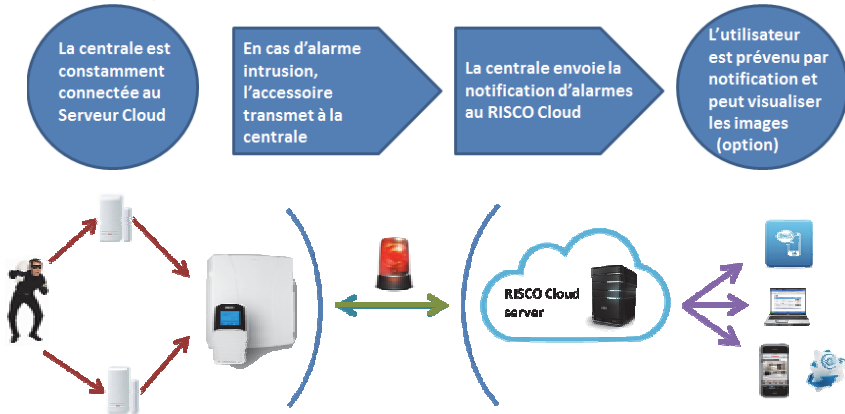 La centrale est
constamment
connectée au
Serveur Cloud
En cas d'alarme
intrusion,
l'accessoire
transmet à la
centrale
La centrale envoie la
notification d'alarmes
au RISCO Cloud
L'utilisateur
est prévenu par
notification et
peut visualiser
les images
(option)
RISCO Cloud
server